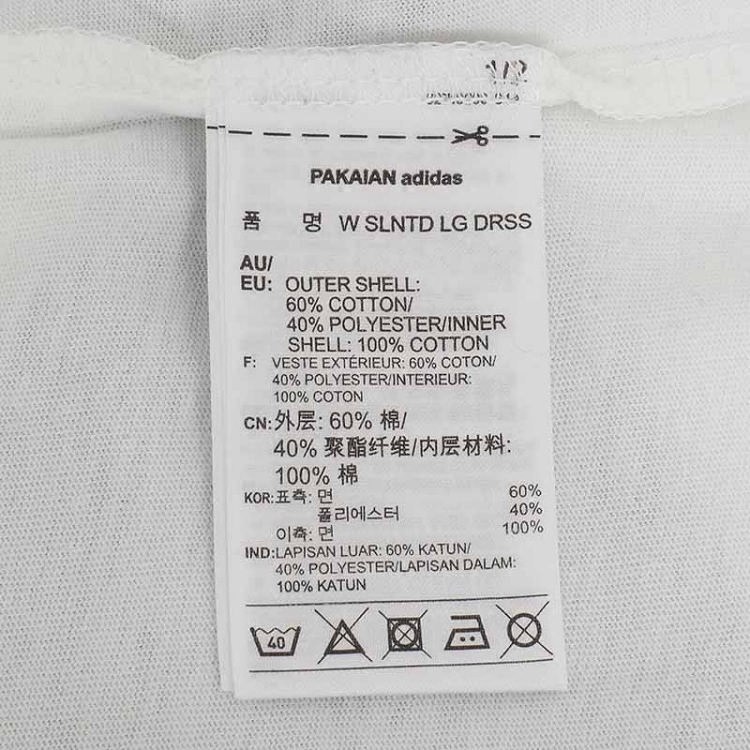 1/2
PAKAIAN adidas
품 명 W SLNTD LG DRSS
AU/
EU: OUTER SHELL:
60% COTTON/
40% POLYESTER/INNER
SHELL: 100% COTTON
F: VESTE EXTÉRIEUR: 60% COTON/
40% POLYESTER/INTERIEUR:
100% COTON
CN:外层: 60% 棉/
40% 聚酯纤维/内层材料:
100% 棉
KOR:표측: 면 60%
폴리에스터 40%
이측: 면 100%
IND:LAPISAN LUAR: 60% KATUN/
40% POLYESTER/LAPISAN DALAM:
100% KATUN
40